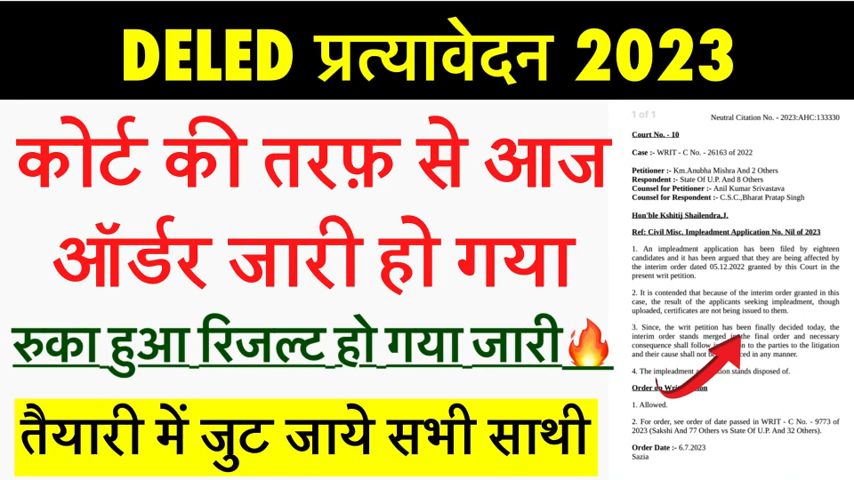 DELED प्रत्यावेदन 2023
कोर्ट की तरफ़ से आज
ऑर्डर जारी हो गया
रुका हुआ रिजल्ट हो गया जारी🔥
तैयारी में जुट जाये सभी साथी
1 of 1
Neutral Citation No. - 2023:AHC:133330
Court No. - 10
Case :- WRIT - C No. - 26163 of 2022
Petitioner :- Km.Anubha Mishra And 2 Others
Respondent :- State Of U.P. And 8 Others
Counsel for Petitioner :- Anil Kumar Srivastava
Counsel for Respondent :- C.S.C.,Bharat Pratap Singh
Hon'ble Kshitij Shailendra,J.
Ref: Civil Misc. Impleadment Application No. Nil of 2023
1. An impleadment application has been filed by eighteen
candidates and it has been argued that they are being affected by
the interim order dated 05.12.2022 granted by this Court in the
present writ petition.
2. It is contended that because of the interim order granted in this
case, the result of the applicants seeking impleadment, though
uploaded, certificates are not being issued to them.
3. Since, the writ petition has been finally decided today, the
interim order stands merged in the final order and necessary
consequence shall follow to the parties to the litigation
and their cause shall not be in any manner.
4. The impleadment stands disposed of.
Order on Writ
1. Allowed.
2. For order, see order of date passed in WRIT - C No. - 9773 of
2023 (Sakshi And 77 Others vs State Of U.P. And 32 Others).
Order Date :- 6.7.2023
Sazia